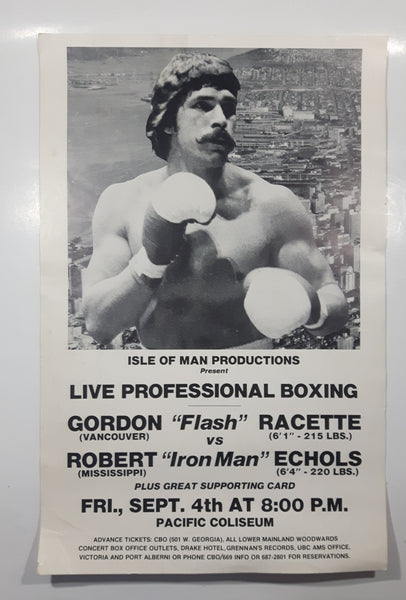 ISLE OF MAN PRODUCTIONS
Present
LIVE PROFESSIONAL BOXING
GORDON "Flash" RACETTE
(VANCOUVER) VS (6'1" - 215 LBS.)
ROBERT "Iron Man" ECHOLS
(MISSISSIPPI) (6'4" - 220 LBS.)
PLUS GREAT SUPPORTING CARD
FRI., SEPT. 4th AT 8:00 P.M.
PACIFIC COLISEUM
ADVANCE TICKETS: CBO (501 W. GEORGIA), ALL LOWER MAINLAND WOODWARDS
CONCERT BOX OFFICE OUTLETS, DRAKE HOTEL, GRENNAN'S RECORDS, UBC AMS OFFICE,
VICTORIA AND PORT ALBERNI OR PHONE CBO/669 INFO OR 687-2801 FOR RESERVATIONS.